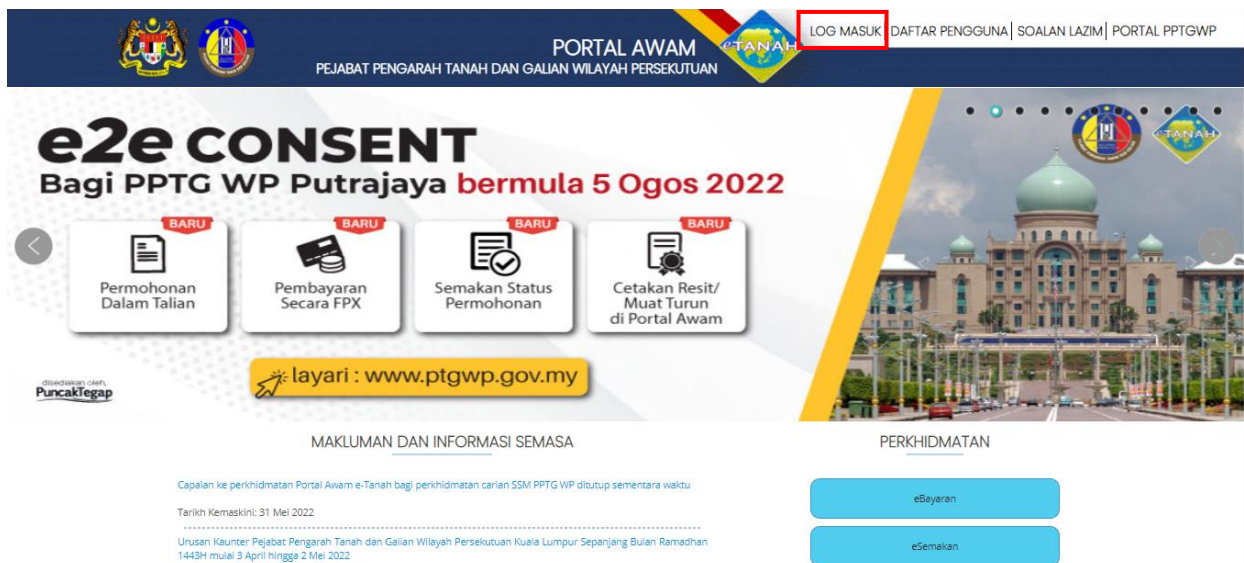 LOG MASUK| DAFTAR PENGGUNA| SOALAN LAZIM| PORTAL PPTGWP
PORTAL AWAM
eTANAH
PEJABAT PENGARAH TANAH DAN GALIAN WILAYAH PERSEKUTUAN
e2e CONSENT
Bagi PPTG WP Putrajaya bermula 5 Ogos 2022
BARU
Permohonan
Dalam Talian
BARU
Pembayaran
Secara FPX
BARU
Semakan Status
Permohonan
BARU
Cetakan Resit/
Muat Turun
di Portal Awam
eTANAH
disediakan oleh,
PuncakTegap
layari : www.ptgwp.gov.my
MAKLUMAN DAN INFORMASI SEMASA
Capaian ke perkhidmatan Portal Awam e-Tanah bagi perkhidmatan carian SSM PPTG WP ditutup sementara waktu
Tarikh Kemaskini: 31 Mei 2022
Urusan Kaunter Pejabat Pengarah Tanah dan Galian Wilayah Persekutuan Kuala Lumpur Sepanjang Bulan Ramadhan
1443H mulai 3 April hingga 2 Mei 2022
PERKHIDMATAN
eBayaran
eSemakan